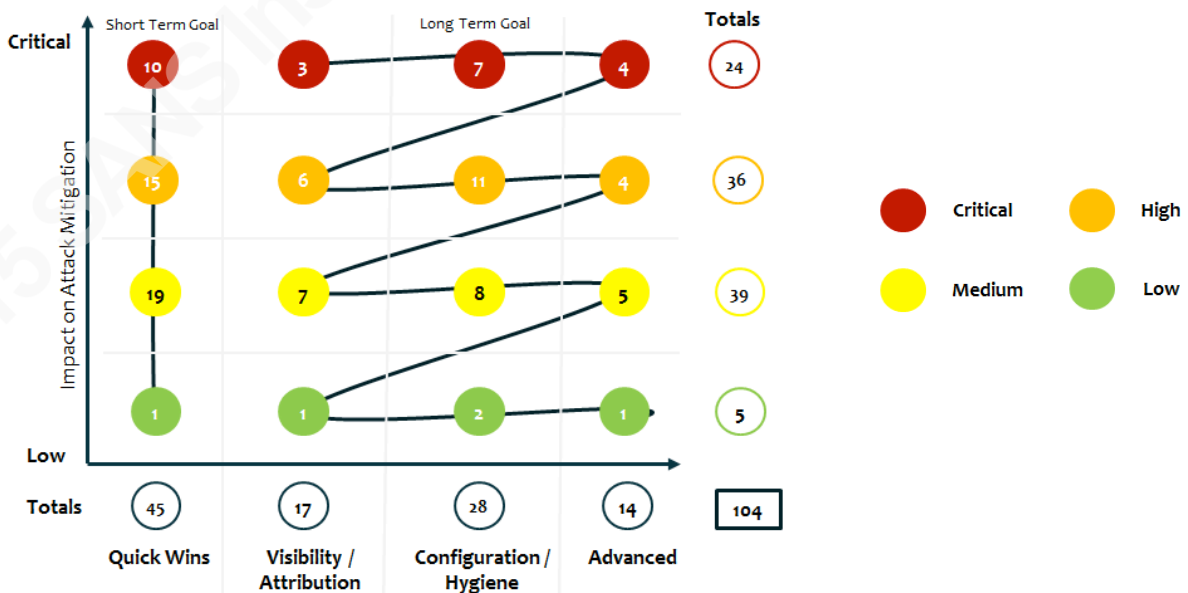 Short Term Goal
Long Term Goal
Totals
Critical
10
3
7
4
24
15
6
11
4
36
Critical
High
19
7
8
5
39
Medium
Low
1
1
2
1
5
Impact on Attack Mitigation
Low
Totals
45
17
28
14
104
Quick Wins
Visibility /
Attribution
Configuration /
Hygiene
Advanced